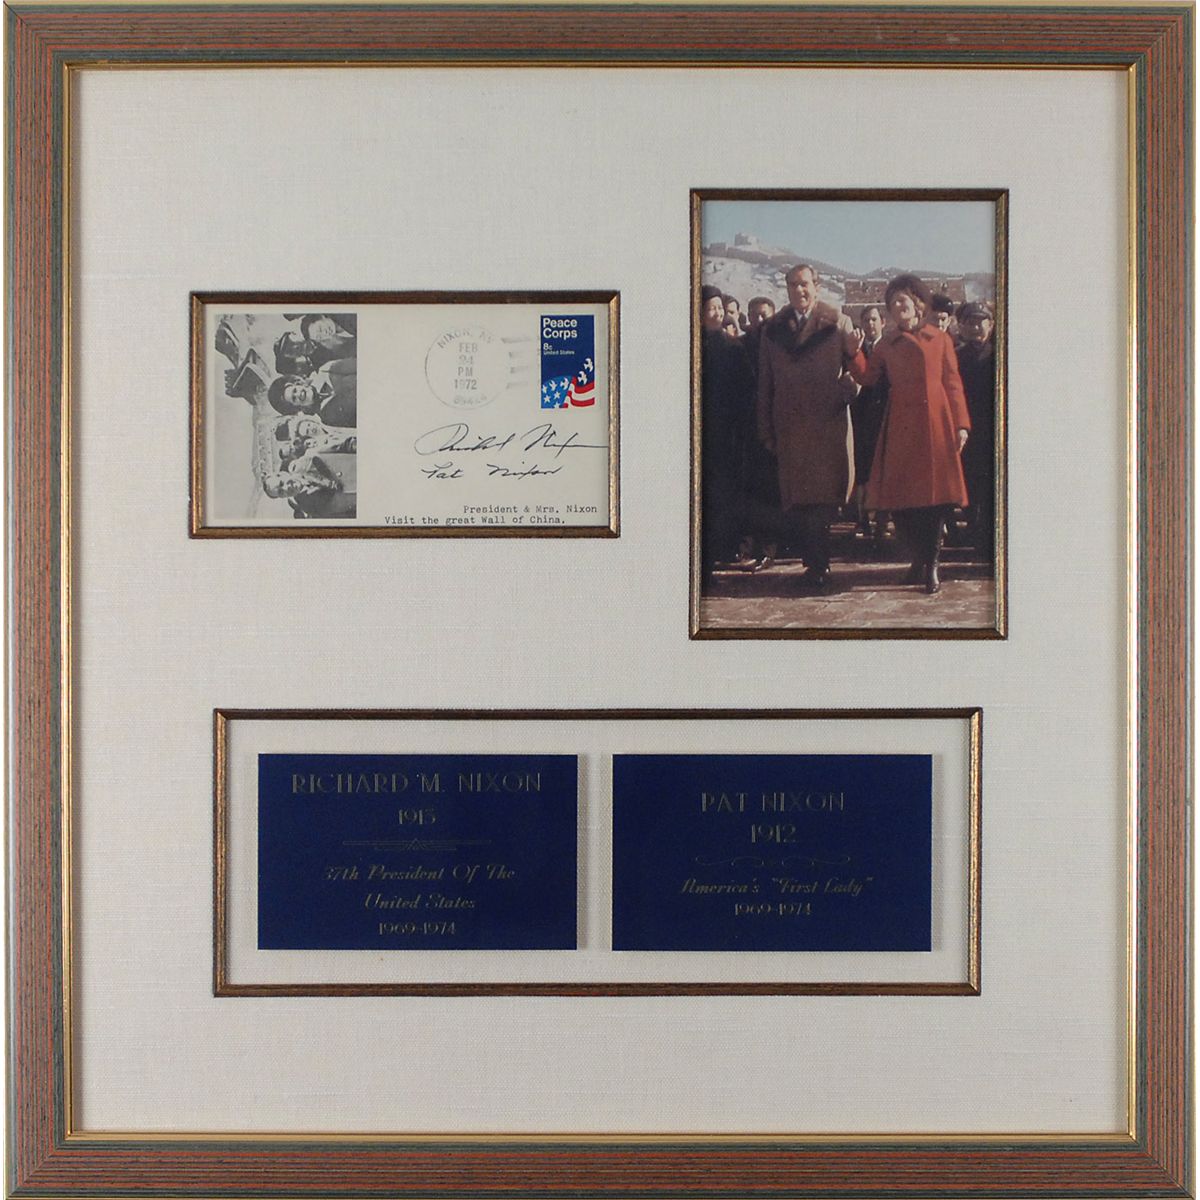 NIXON, NV
FEB
24
PM
1972
Peace
Corps
8c
United States
Richard Nixon
Pat Nixon
President & Mrs. Nixon
Visit the great Wall of China.
RICHARD M. NIXON
1913
37th President Of The
United States
1969-1974
PAT NIXON
1912
America's "First Lady"
1969-1974